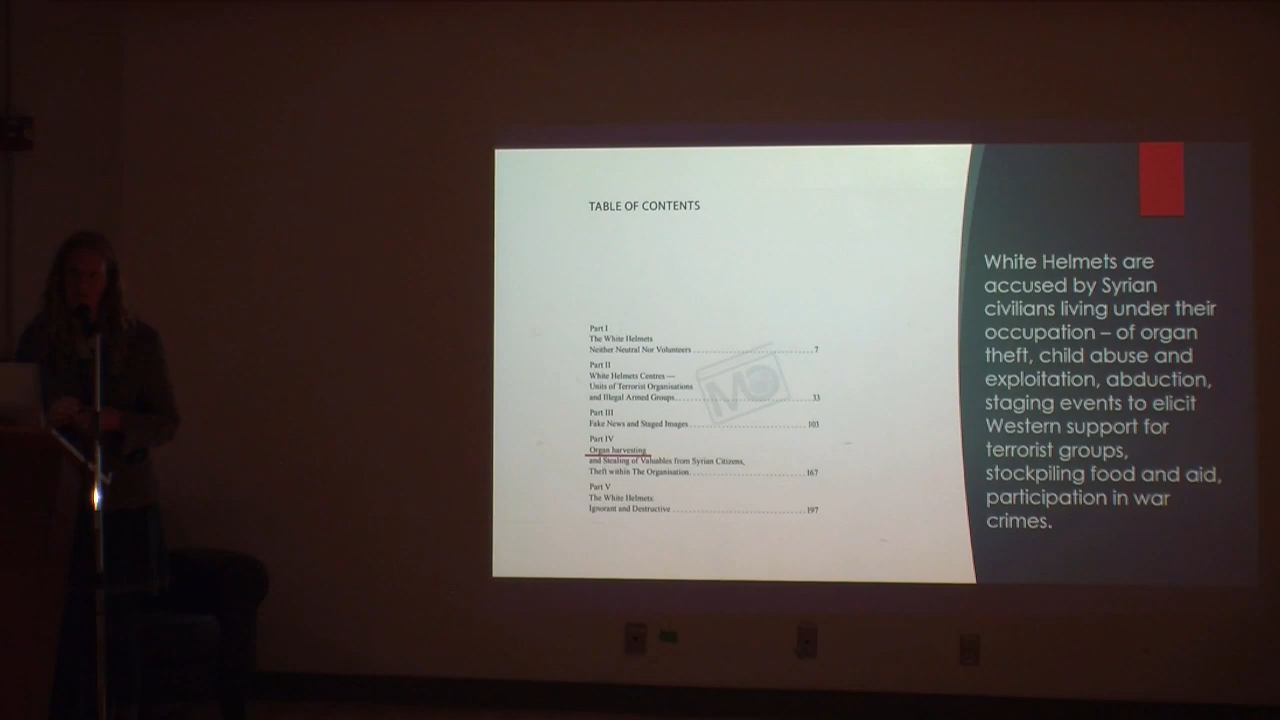 TABLE OF CONTENTS
Part I
The White Helmets
Neither Neutral Nor Volunteers ........................................ 7
Part II
White Helmets Centres —
Units of Terrorist Organisations
and Illegal Armed Groups ............................................. 33
Part III
Fake News and Staged Images ........................................ 103
Part IV
Organ harvesting
and Stealing of Valuables from Syrian Citizens,
Theft within The Organisation ........................................ 167
Part V
The White Helmets:
Ignorant and Destructive ............................................. 197
White Helmets are
accused by Syrian
civilians living under their
occupation – of organ
theft, child abuse and
exploitation, abduction,
staging events to elicit
Western support for
terrorist groups,
stockpiling food and aid,
participation in war
crimes.